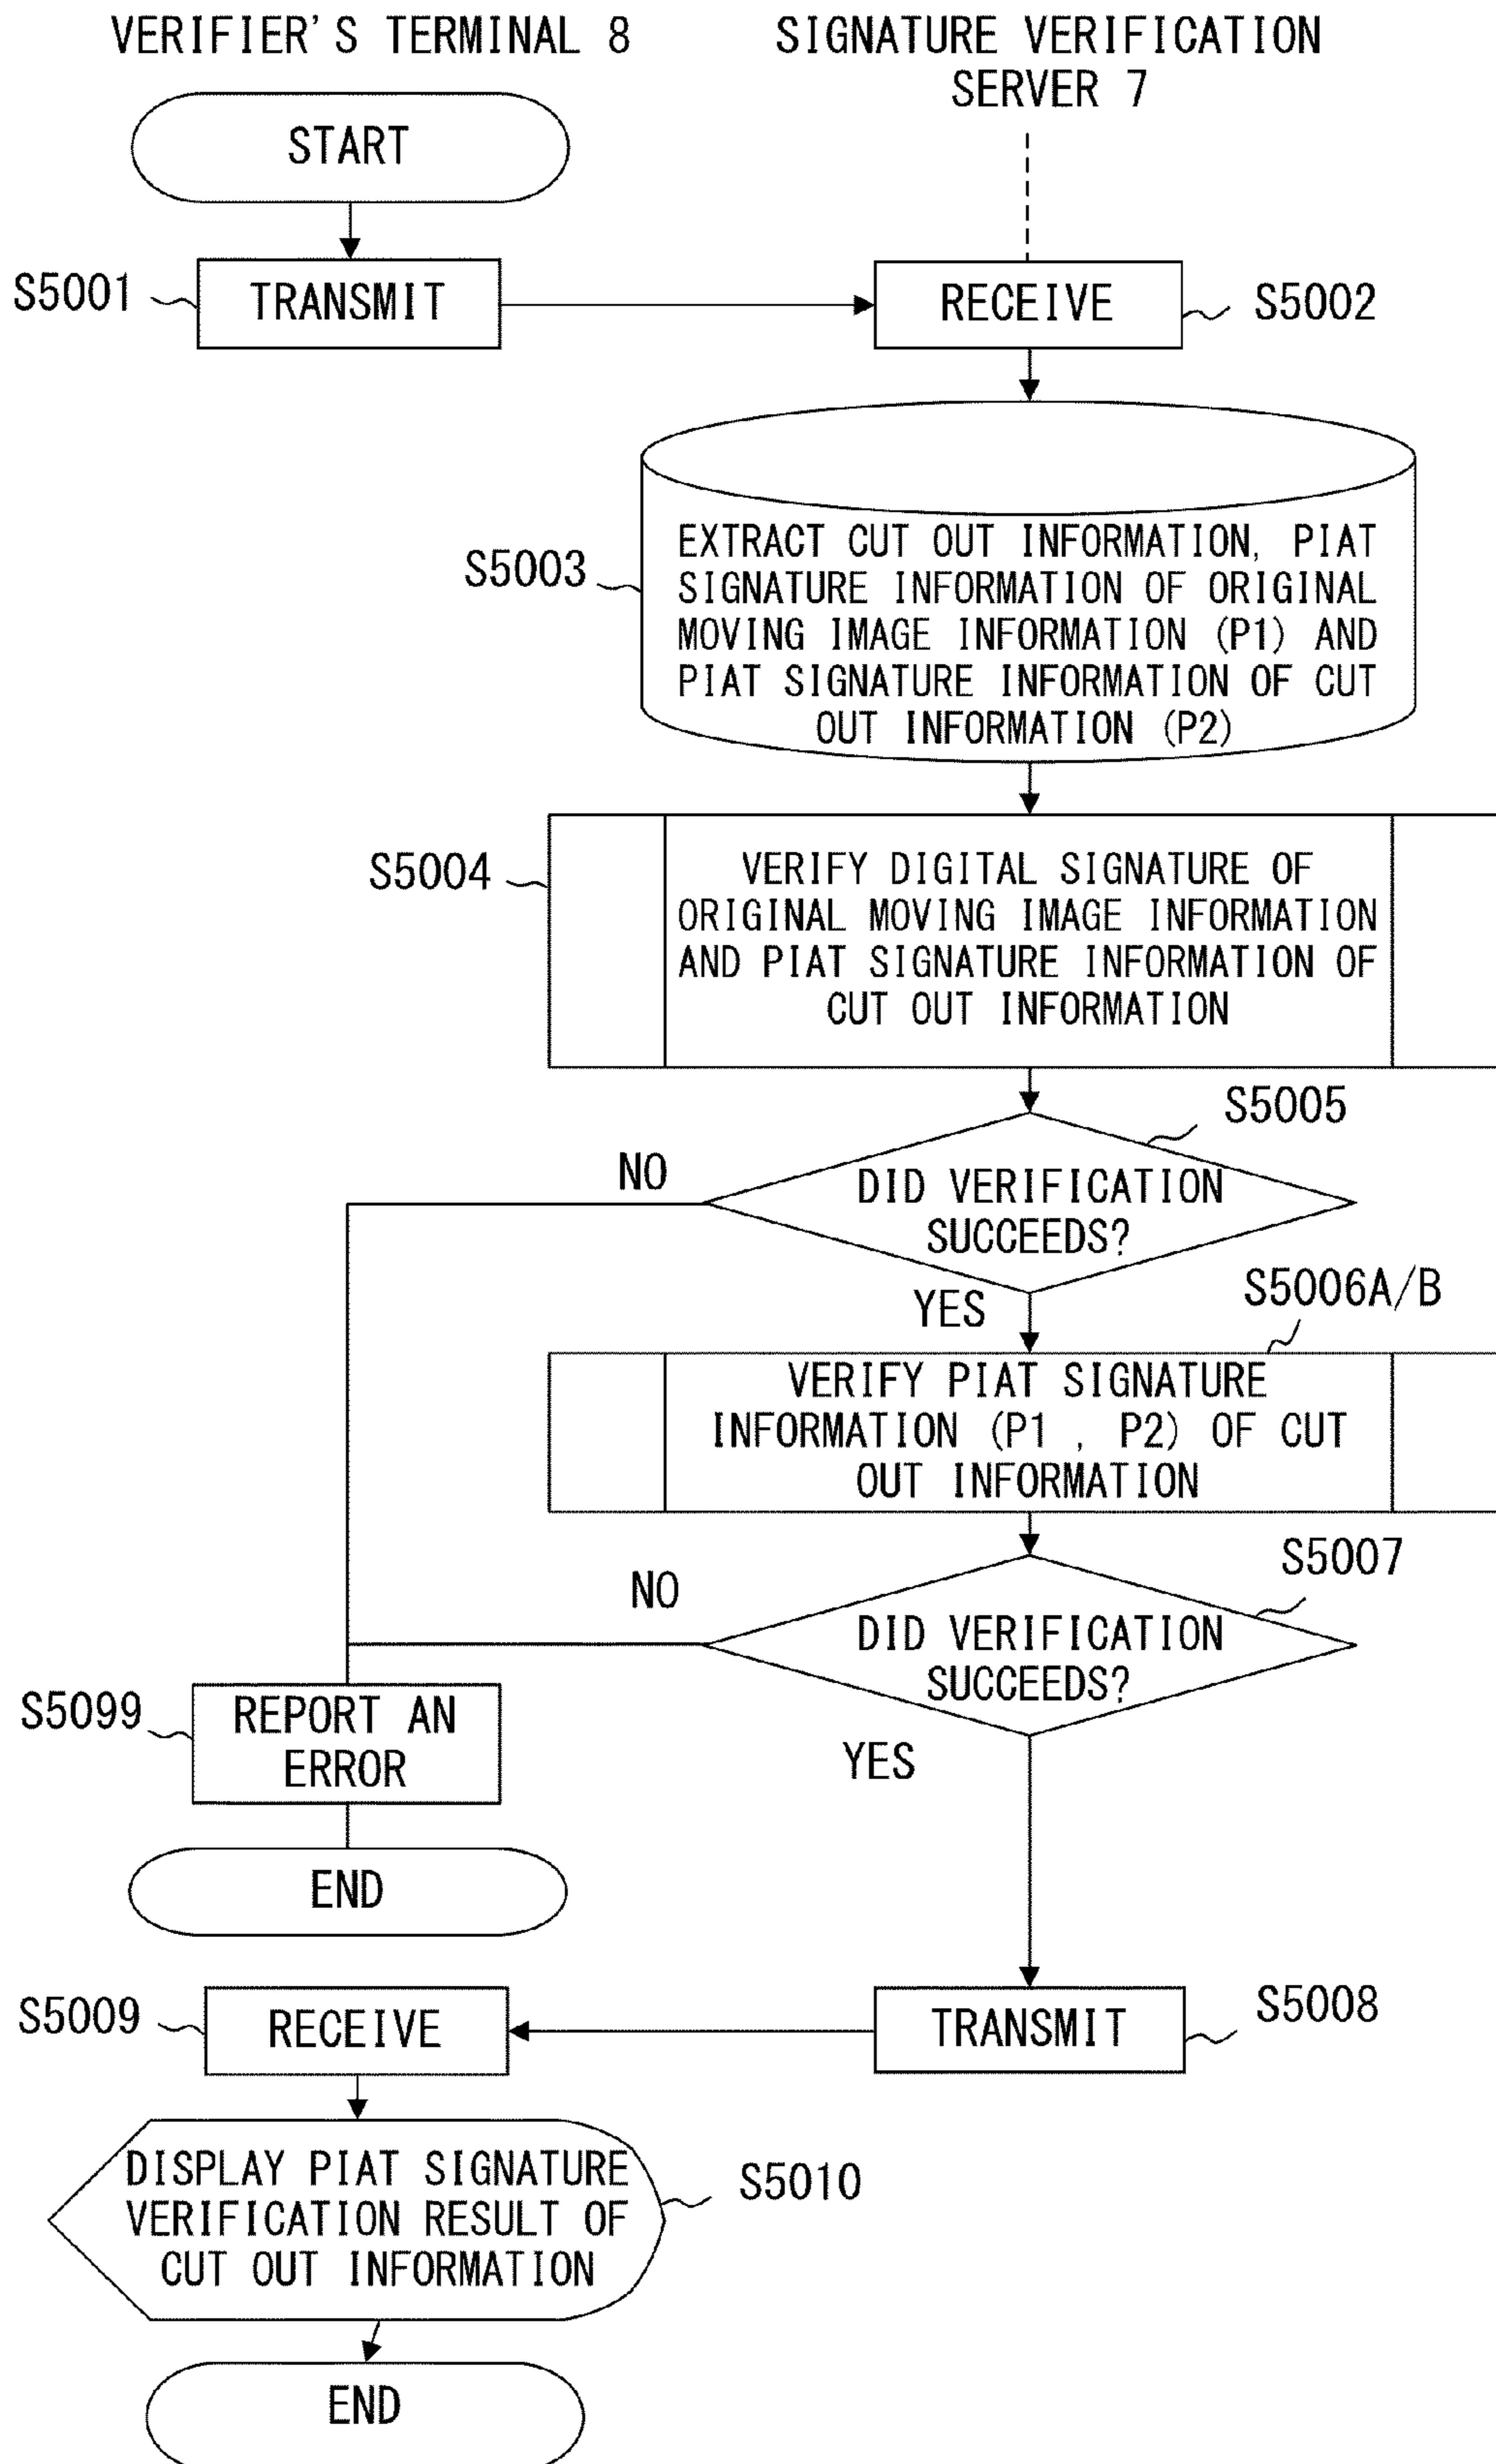 VERIFIER'S TERMINAL 8
SIGNATURE VERIFICATION
SERVER 7
START
S5001
TRANSMIT
RECEIVE
S5002
S5003
EXTRACT CUT OUT INFORMATION, PIAT
SIGNATURE INFORMATION OF ORIGINAL
MOVING IMAGE INFORMATION (P1) AND
PIAT SIGNATURE INFORMATION OF CUT
OUT INFORMATION (P2)
S5004
VERIFY DIGITAL SIGNATURE OF
ORIGINAL MOVING IMAGE INFORMATION
AND PIAT SIGNATURE INFORMATION OF
CUT OUT INFORMATION
S5005
NO
DID VERIFICATION
SUCCEEDS?
YES
S5006A/B
VERIFY PIAT SIGNATURE
INFORMATION (P1 , P2) OF CUT
OUT INFORMATION
S5007
NO
DID VERIFICATION
SUCCEEDS?
YES
S5099
REPORT AN
ERROR
END
S5009
RECEIVE
TRANSMIT
S5008
DISPLAY PIAT SIGNATURE
VERIFICATION RESULT OF
CUT OUT INFORMATION
S5010
END